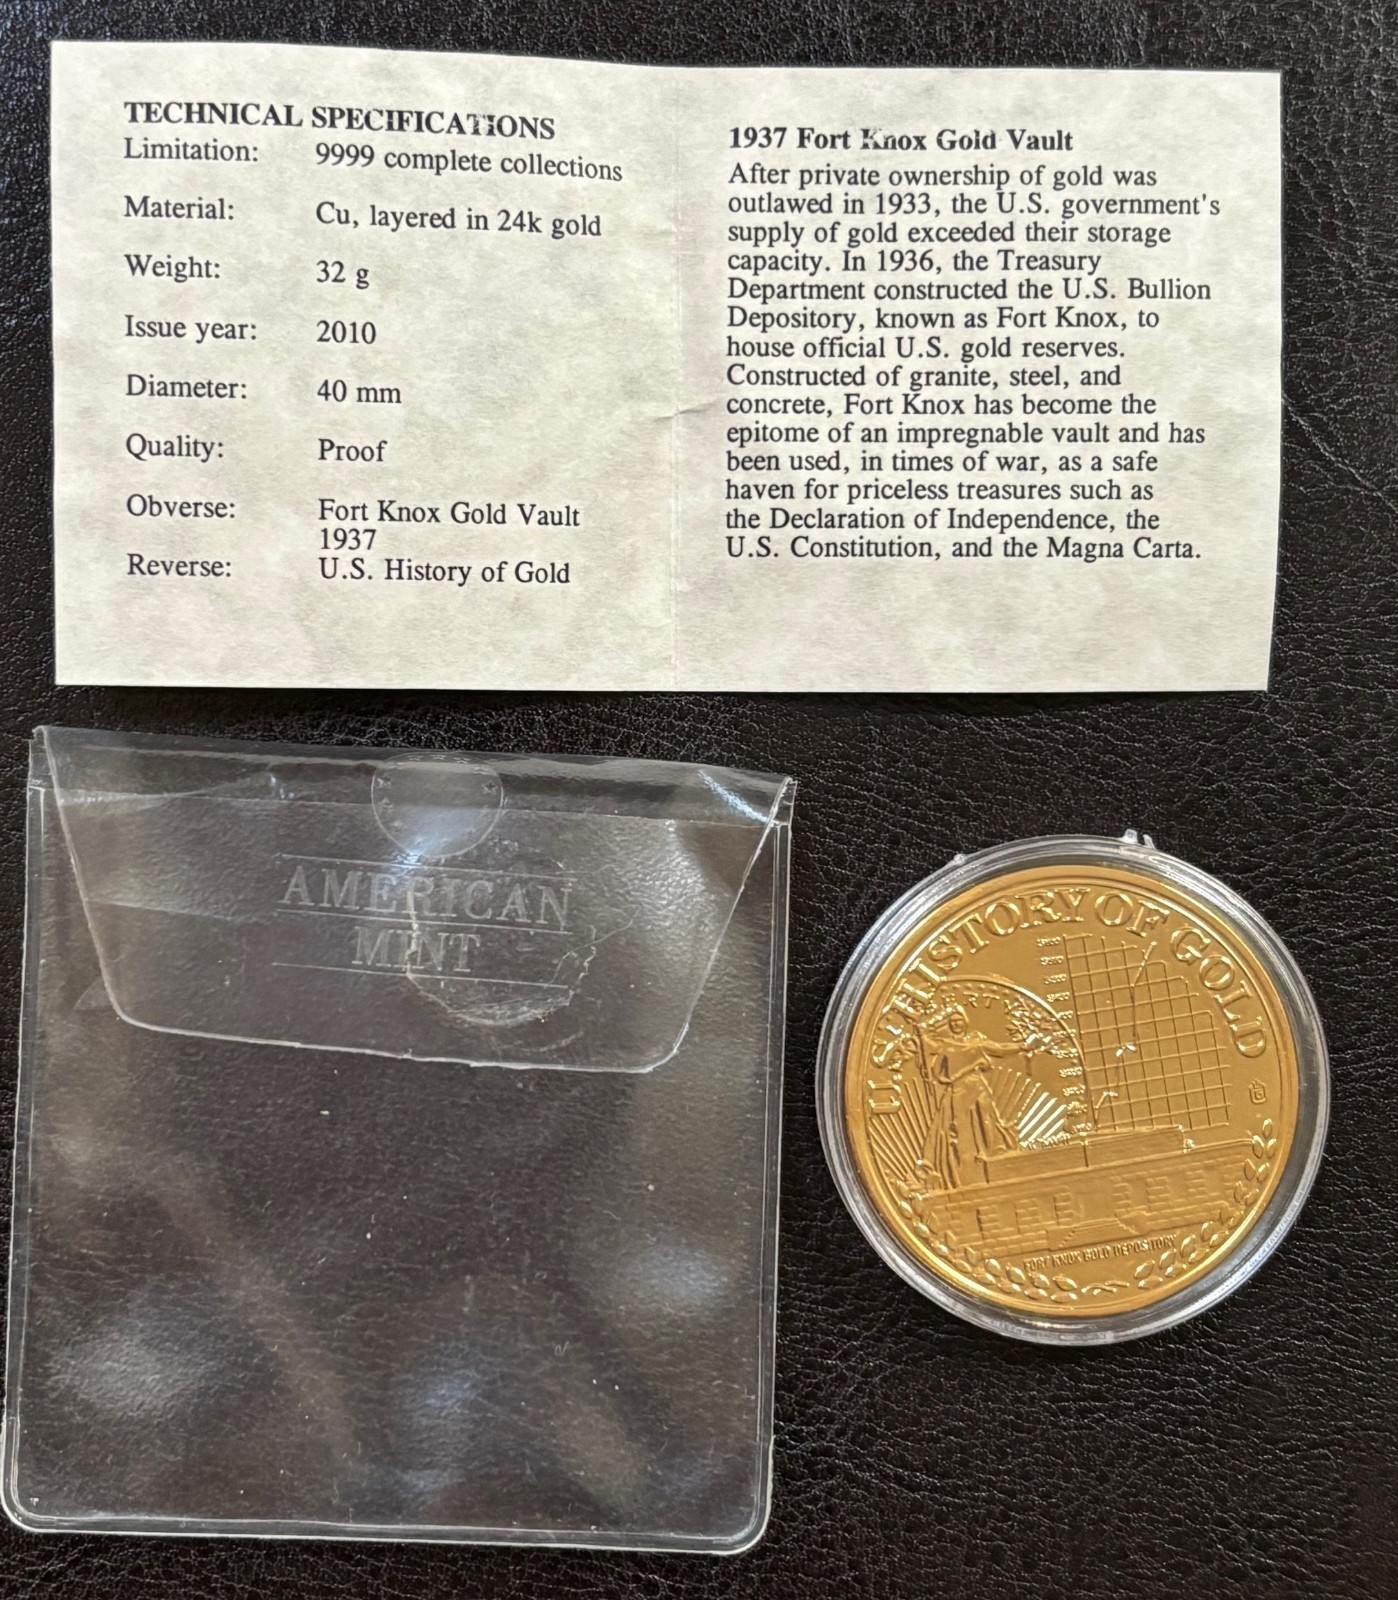 TECHNICAL SPECIFICATIONS
Limitation: 9999 complete collections
Material: Cu, layered in 24k gold
Weight: 32 g
Issue year: 2010
Diameter: 40 mm
Quality: Proof
Obverse: Fort Knox Gold Vault
1937
Reverse: U.S. History of Gold
1937 Fort Knox Gold Vault
After private ownership of gold was
outlawed in 1933, the U.S. government's
supply of gold exceeded their storage
capacity. In 1936, the Treasury
Department constructed the U.S. Bullion
Depository, known as Fort Knox, to
house official U.S. gold reserves.
Constructed of granite, steel, and
concrete, Fort Knox has become the
epitome of an impregnable vault and has
been used, in times of war, as a safe
haven for priceless treasures such as
the Declaration of Independence, the
U.S. Constitution, and the Magna Carta.
AMERICAN
MINT
U.S. HISTORY OF GOLD
FORT KNOX GOLD DEPOSITORY